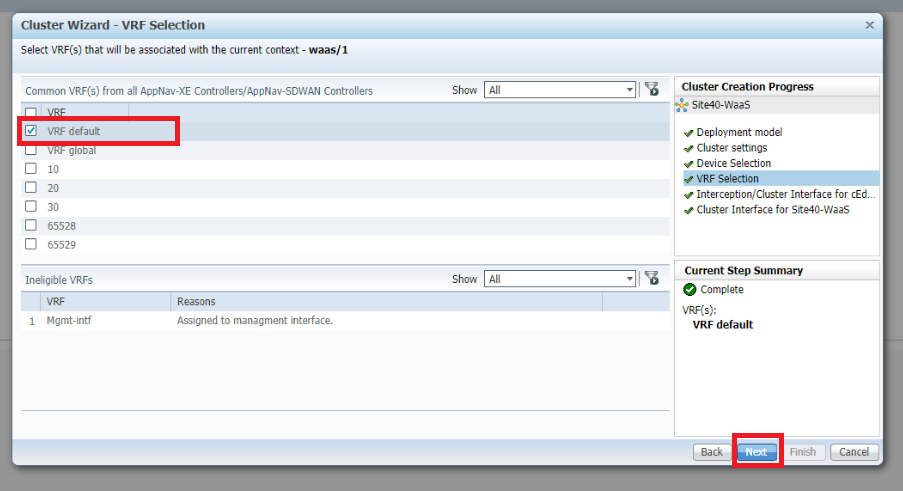 Cluster Wizard - VRF Selection
Select VRF(s) that will be associated with the current context - waas/1
Common VRF(s) from all AppNav-XE Controllers/AppNav-SDWAN Controllers
Show All
VRF
VRF default
VRF global
10
20
30
65528
65529
Ineligible VRFs
Show All
VRF Reasons
1 Mgmt-intf Assigned to managment interface.
Cluster Creation Progress
Site40-WaaS
Deployment model
Cluster settings
Device Selection
VRF Selection
Interception/Cluster Interface for cEd...
Cluster Interface for Site40-WaaS
Current Step Summary
Complete
VRF(s):
VRF default
Back Next Finish Cancel